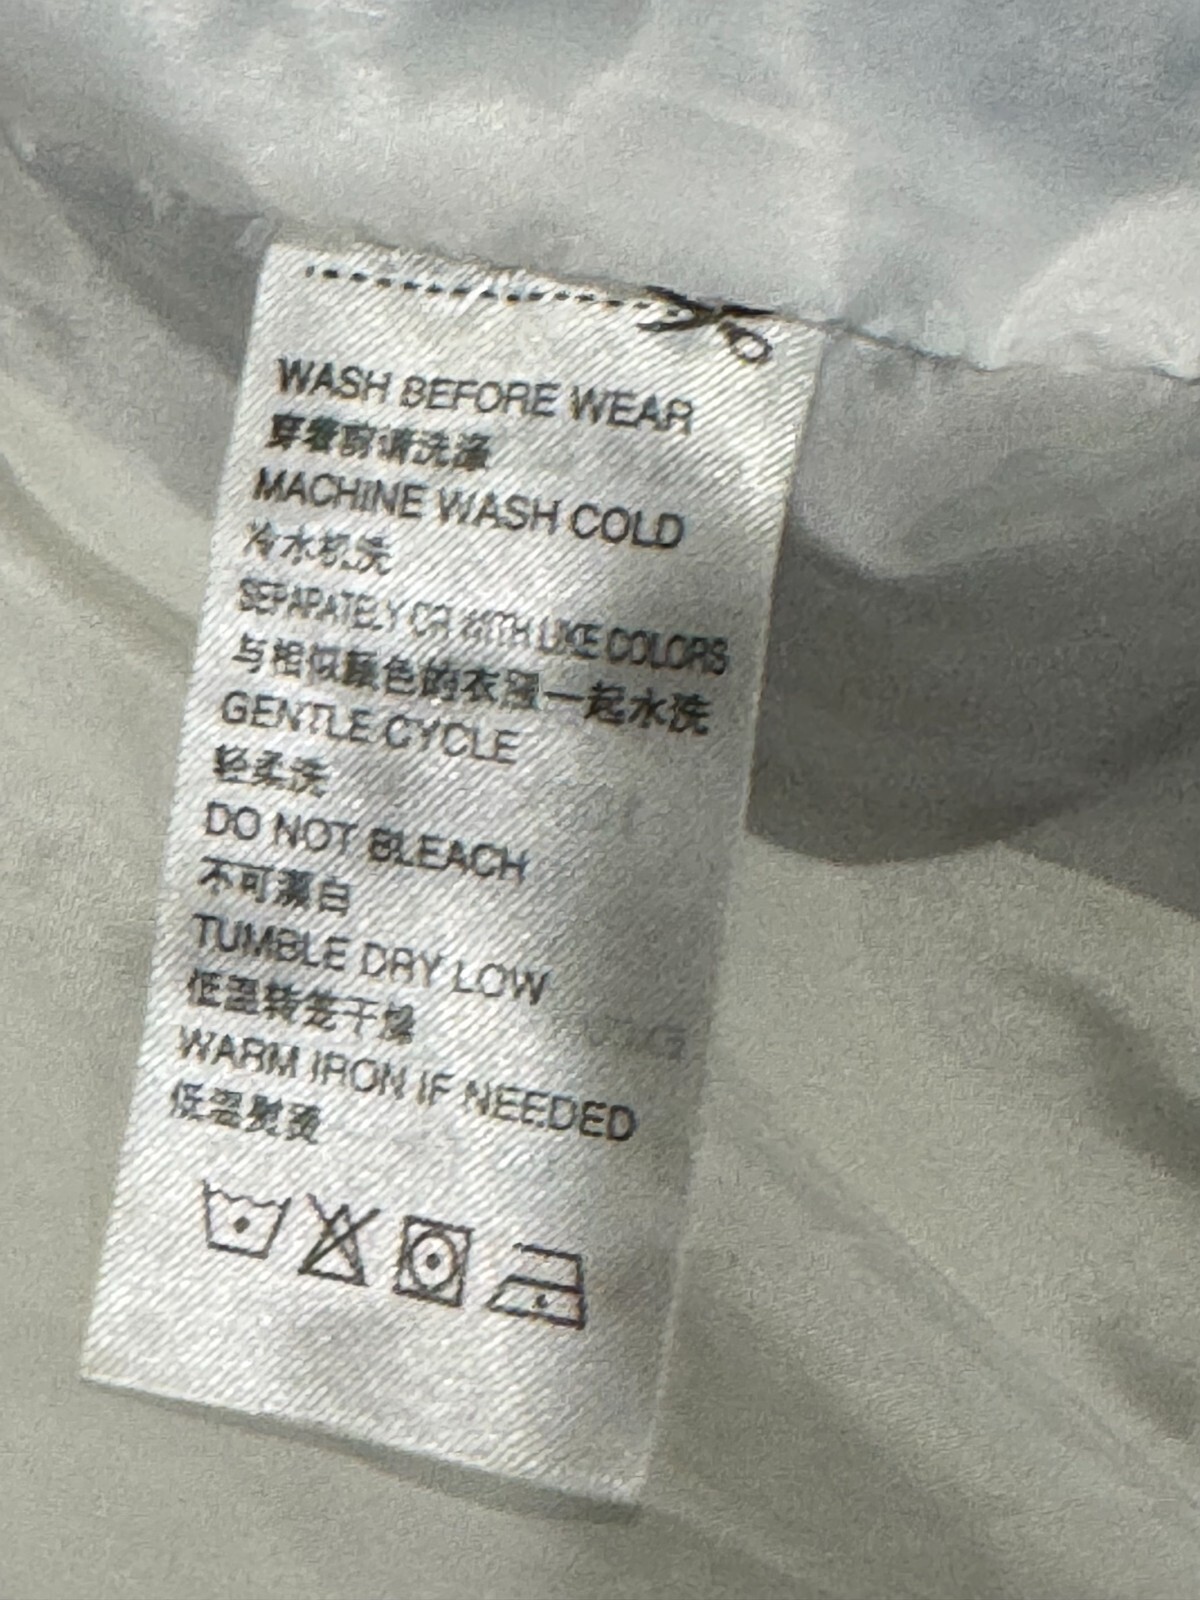 WASH BEFORE WEAR
穿着前请洗涤
MACHINE WASH COLD
冷水机洗
SEPARATELY OR WITH LIKE COLORS
与相似颜色的衣服一起水洗
GENTLE CYCLE
轻柔洗
DO NOT BLEACH
不可漂白
TUMBLE DRY LOW
低温转笼干燥
WARM IRON IF NEEDED
低温熨烫